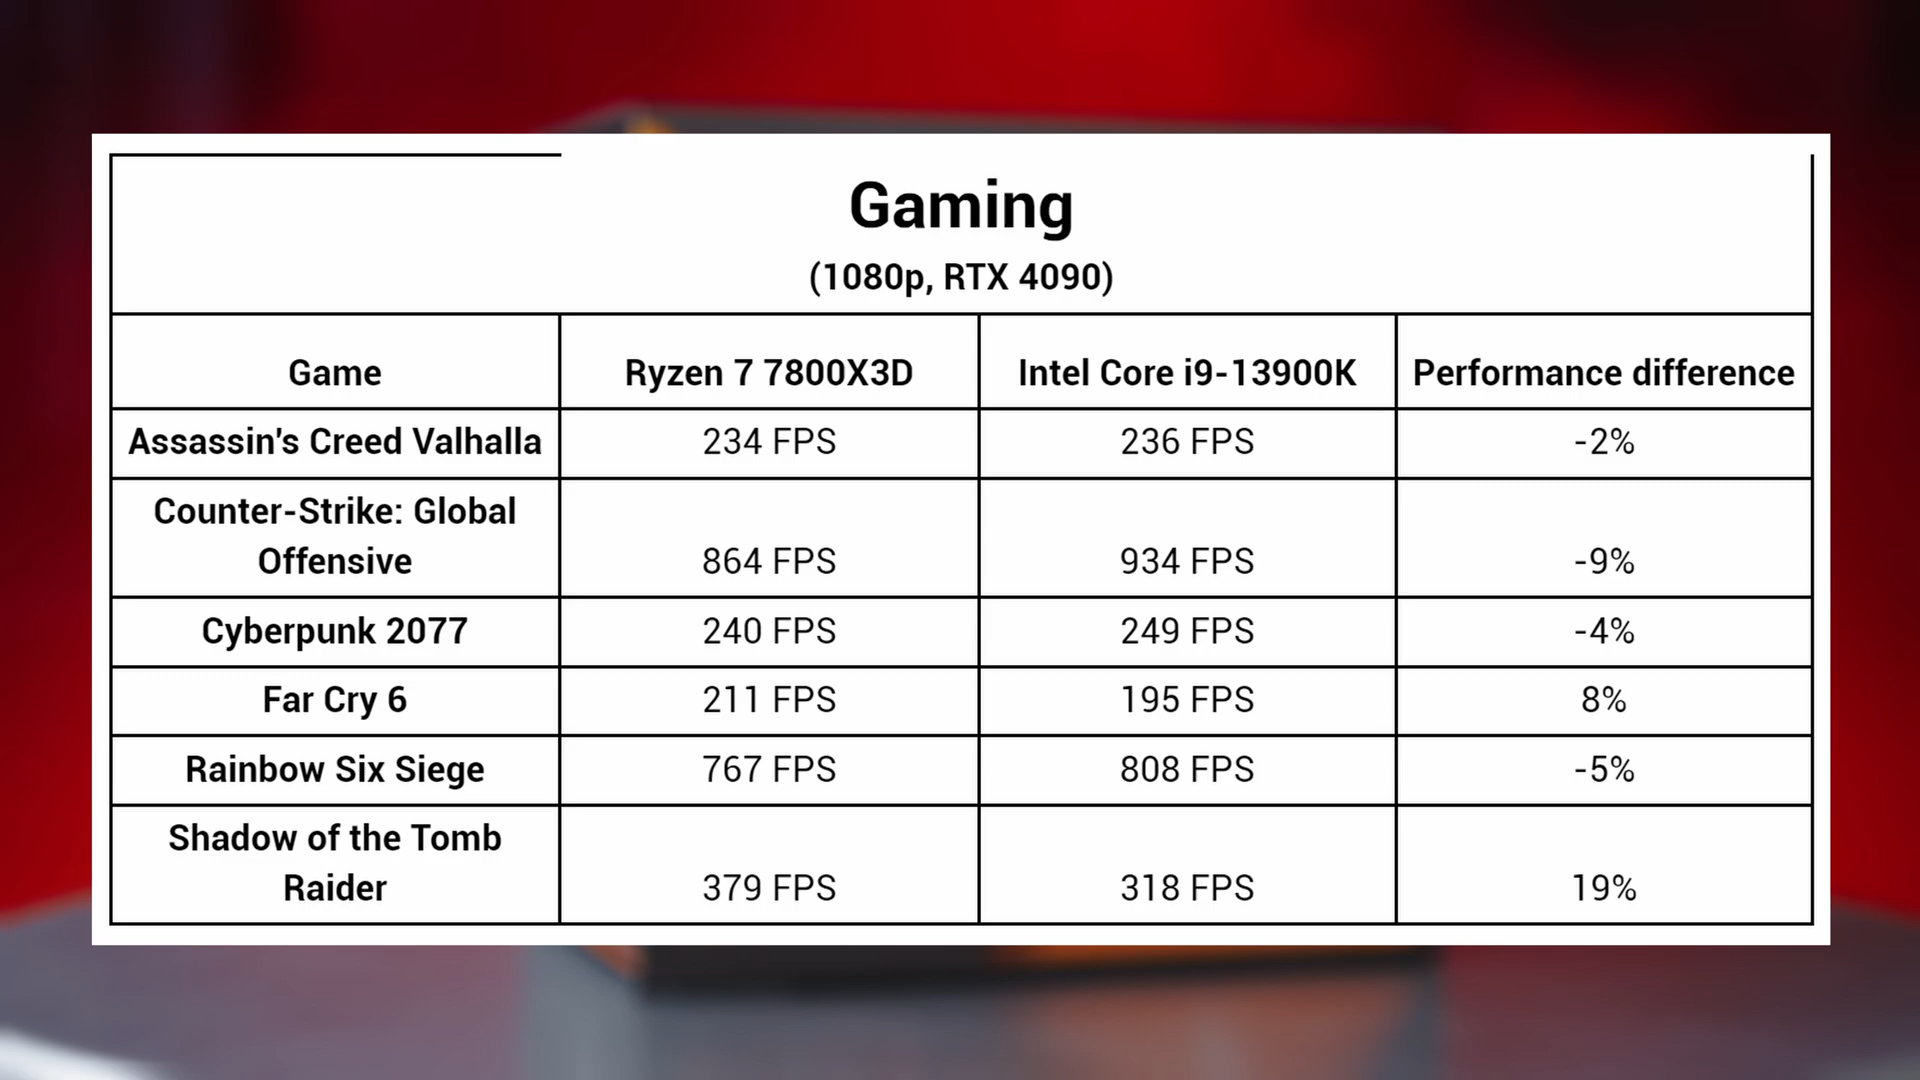 Gaming
(1080p, RTX 4090)
Game Ryzen 7 7800X3D Intel Core i9-13900K Performance difference
Assassin's Creed Valhalla 234 FPS 236 FPS -2%
Counter-Strike: Global
Offensive 864 FPS 934 FPS -9%
Cyberpunk 2077 240 FPS 249 FPS -4%
Far Cry 6 211 FPS 195 FPS 8%
Rainbow Six Siege 767 FPS 808 FPS -5%
Shadow of the Tomb
Raider 379 FPS 318 FPS 19%